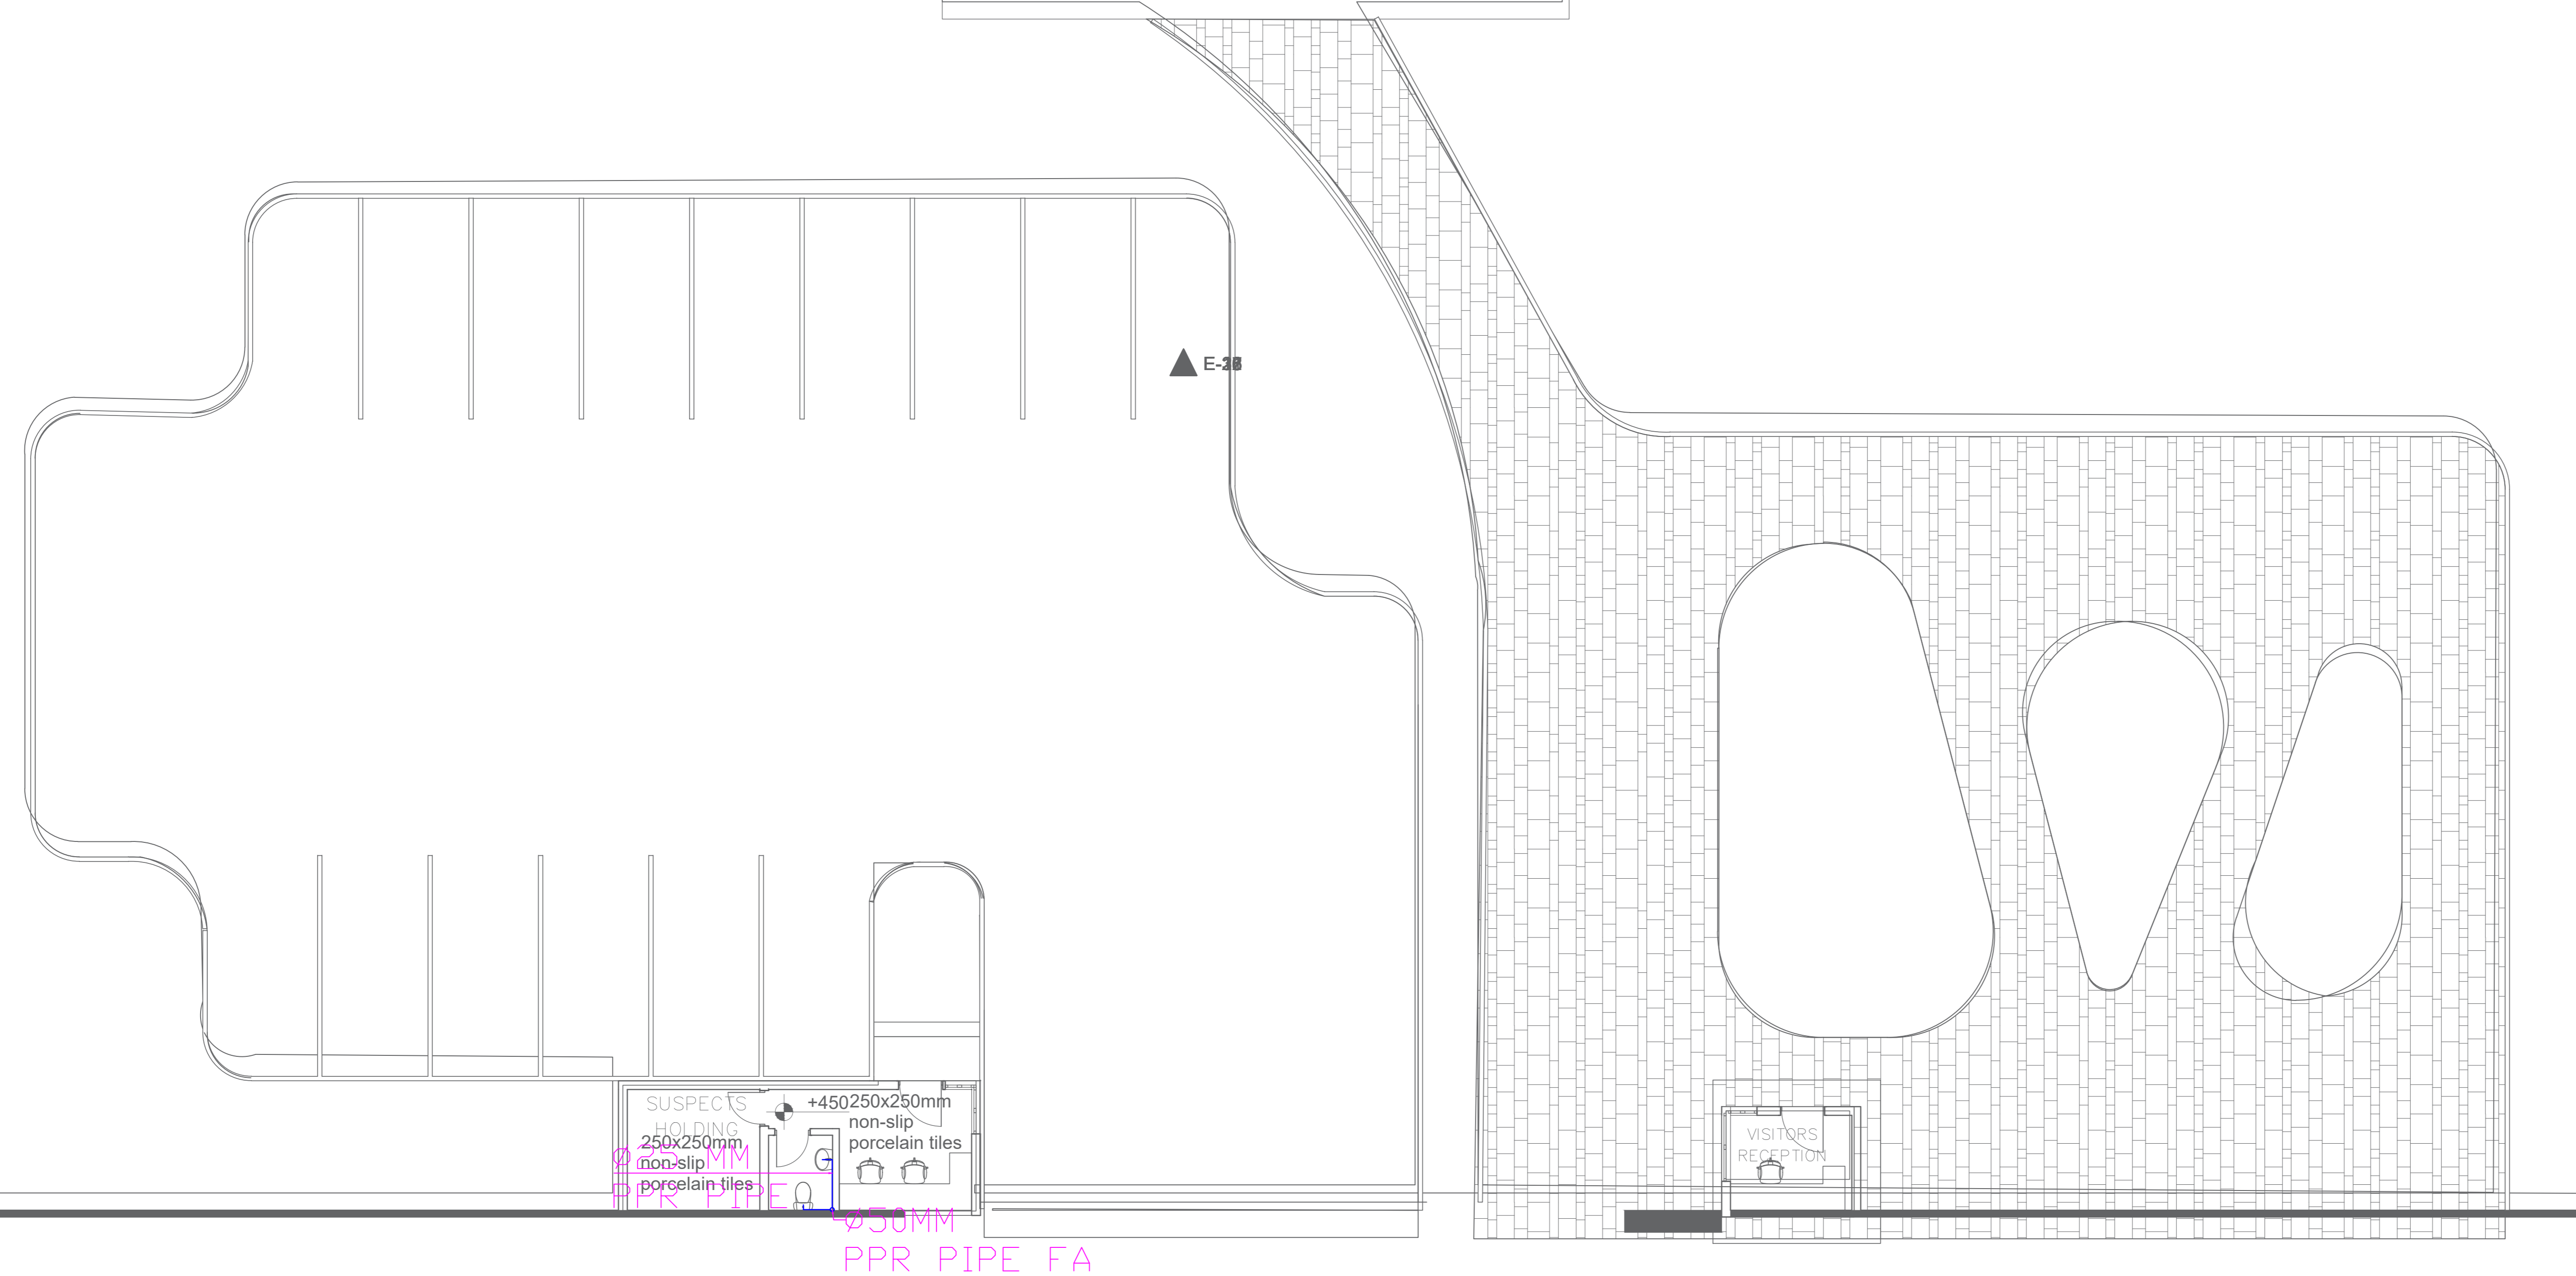 E-
SUSPECTS
HOLDING
250x250mm
non-slip
porcelain tiles
Ø25 MM
PPR PIPE
+450
250x250mm
non-slip
porcelain tiles
Ø50MM
PPR PIPE FA
VISITORS
RECEPTION